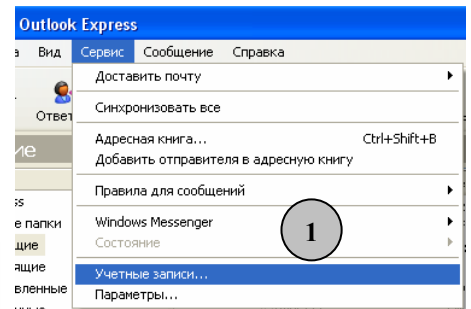 Outlook Express
а Вид Сервис Сообщение Справка
Доставить почту
Ответ
Синхронизовать все
ие
Адресная книга... Ctrl+Shift+B
Добавить отправителя в адресную книгу
Правила для сообщений
ss
е папки
Windows Messenger
1
щие
Состояние
ящие
Учетные записи...
вленные
Параметры...